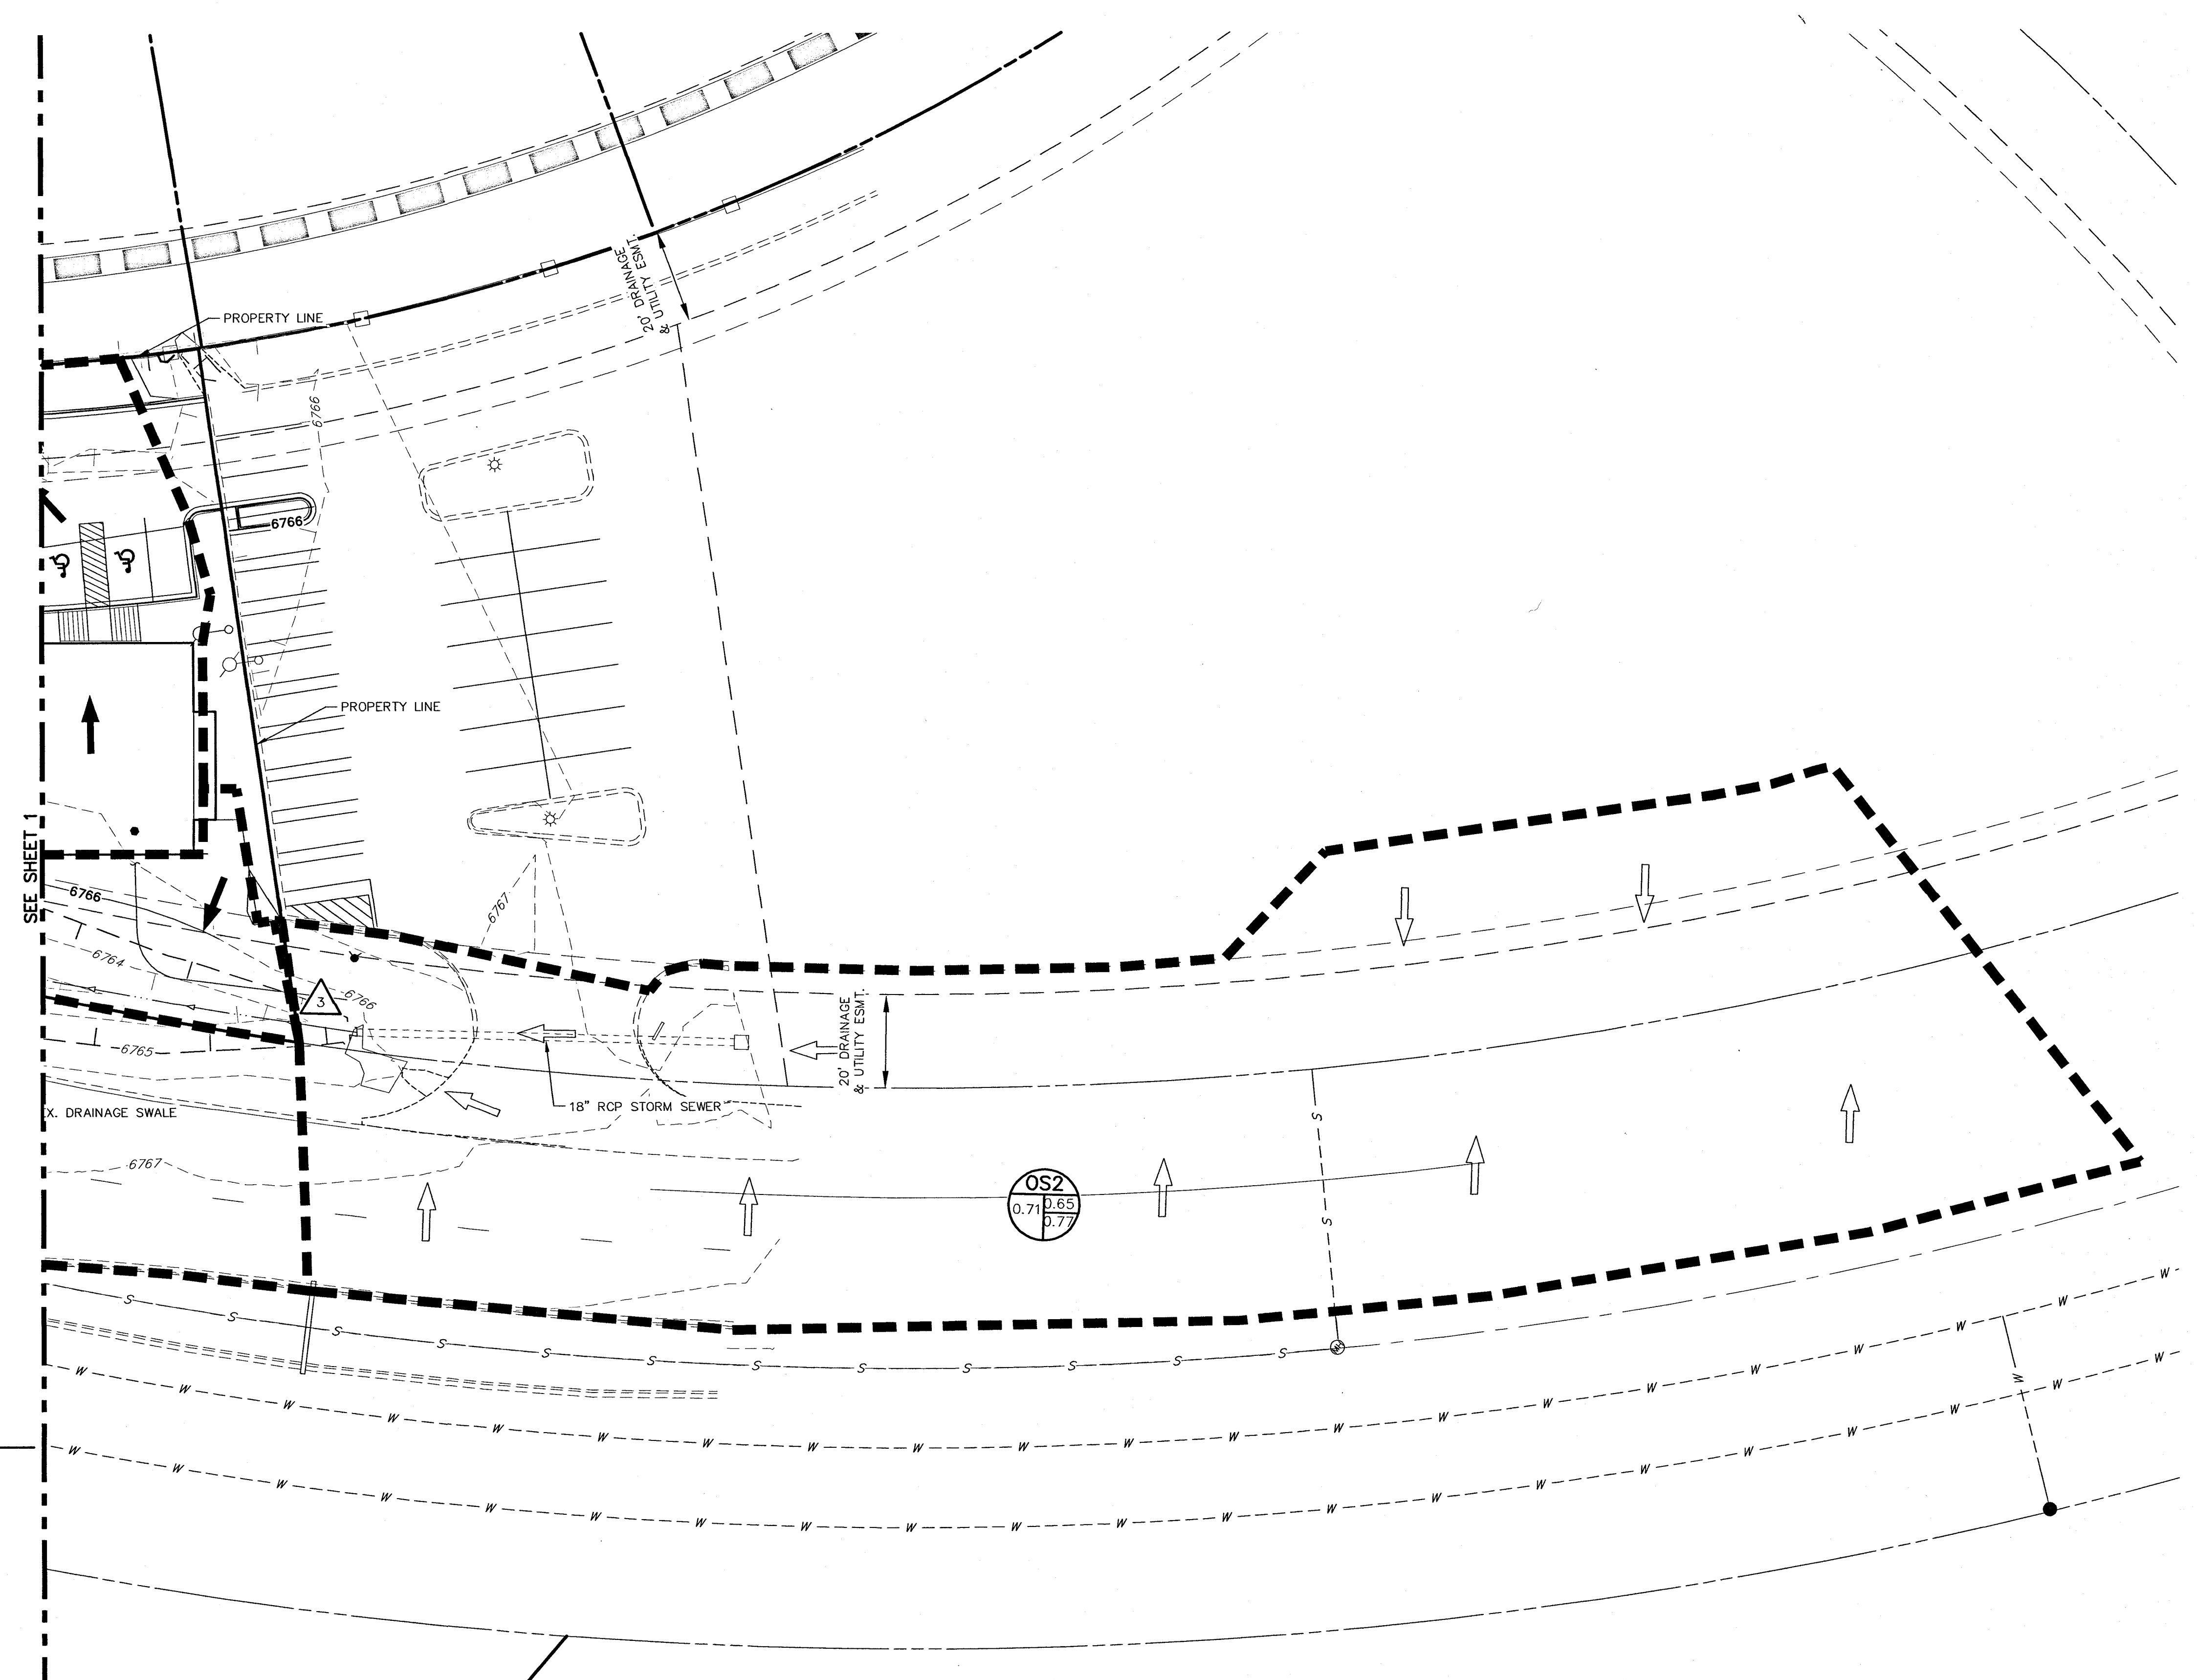 20' DRAINAGE
& UTILITY ESMT.
PROPERTY LINE
6766
6766
PROPERTY LINE
SEE SHEET 1
6766
6767
6764
3
6766
6765
20' DRAINAGE
& UTILITY ESMT.
18" RCP STORM SEWER
X. DRAINAGE SWALE
6767
OS2
0.71 0.65
0.77
S
S
S S S S S S S S S S S S
MH
W W W W W W W W W W W W W W W W W W W W W
W
W W W W W W W W W W W W W W W W W W W W W